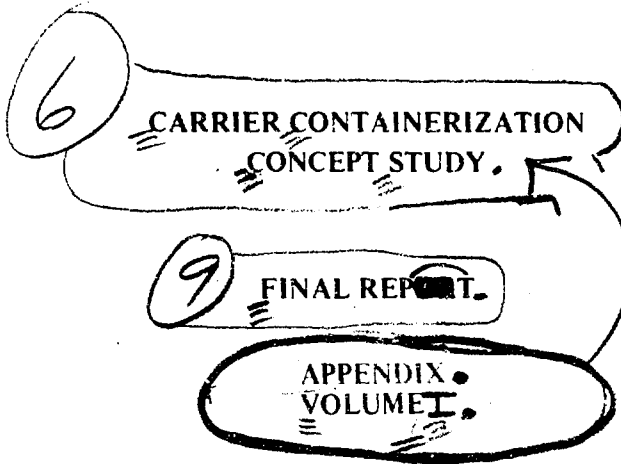 6
CARRIER CONTAINERIZATION
CONCEPT STUDY.
9
FINAL REPORT.
APPENDIX.
VOLUME I.